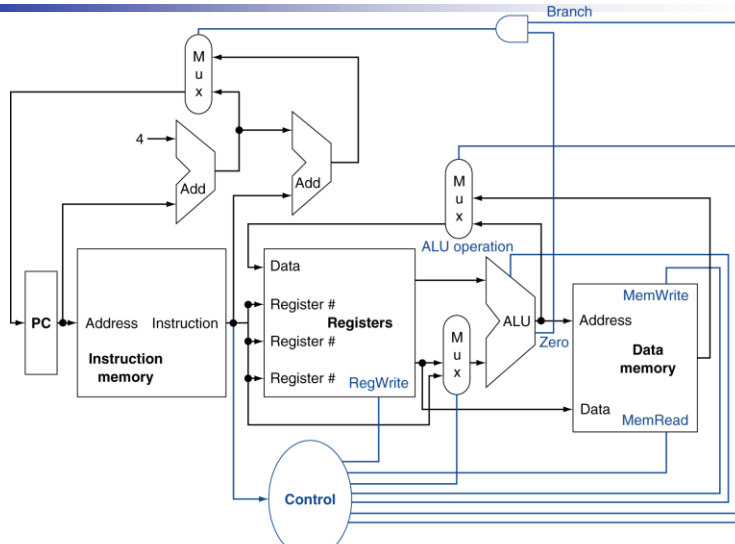 Branch
M
u
x
4
Add
Add
M
u
x
ALU operation
Data
Register #
Registers
Register #
Register #
RegWrite
PC
Address
Instruction
Instruction
memory
M
u
x
ALU
Zero
MemWrite
Address
Data
memory
Data
MemRead
Control